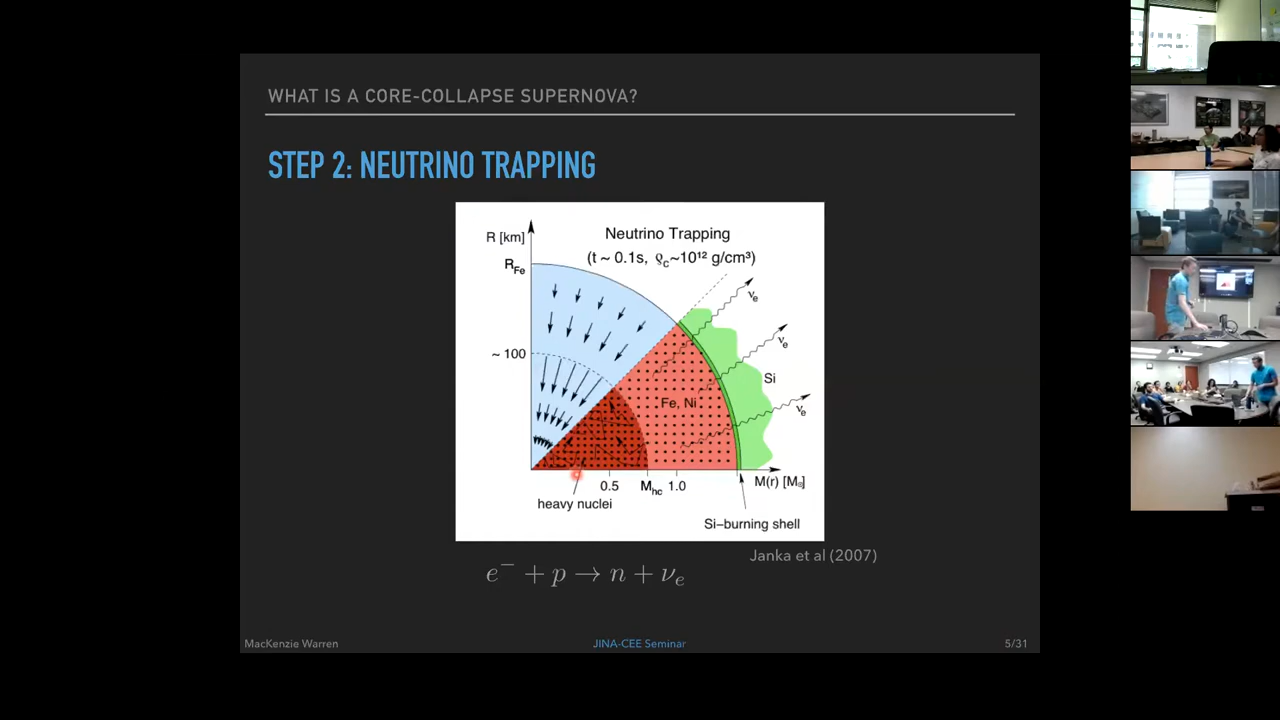 WHAT IS A CORE-COLLAPSE SUPERNOVA?
STEP 2: NEUTRINO TRAPPING
R [km]
Neutrino Trapping
R_Fe
(t ~ 0.1s, ϱ_c~10¹² g/cm³)
ν_e
~ 100
ν_e
Si
Fe, Ni
ν_e
0.5
M_hc
1.0
M(r) [M☉]
heavy nuclei
Si–burning shell
Janka et al (2007)
e⁻ + p → n + ν_e
MacKenzie Warren
JINA-CEE Seminar
5/31